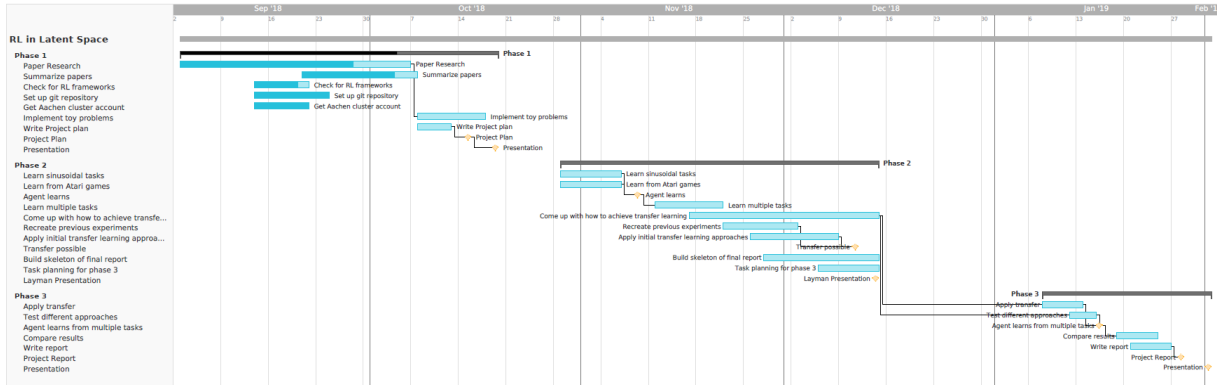 Sep '18 Oct '18 Nov '18 Dec '18 Jan '19 Feb '1
2 9 16 23 30 7 14 21 28 4 11 18 25 2 9 16 23 30 6 13 20 27 3
RL in Latent Space
Phase 1 Phase 1
Paper Research Paper Research
Summarize papers Summarize papers
Check for RL frameworks Check for RL frameworks
Set up git repository Set up git repository
Get Aachen cluster account Get Aachen cluster account
Implement toy problems Implement toy problems
Write Project plan Write Project plan
Project Plan Project Plan
Presentation Presentation
Phase 2 Phase 2
Learn sinusoidal tasks Learn sinusoidal tasks
Learn from Atari games Learn from Atari games
Agent learns Agent learns
Learn multiple tasks Learn multiple tasks
Come up with how to achieve transfe... Come up with how to achieve transfer learning
Recreate previous experiments Recreate previous experiments
Apply initial transfer learning approa... Apply initial transfer learning approaches
Transfer possible Transfer possible
Build skeleton of final report Build skeleton of final report
Task planning for phase 3 Task planning for phase 3
Layman Presentation Layman Presentation
Phase 3 Phase 3
Apply transfer Apply transfer
Test different approaches Test different approaches
Agent learns from multiple tasks Agent learns from multiple tasks
Compare results Compare results
Write report Write report
Project Report Project Report
Presentation Presentation